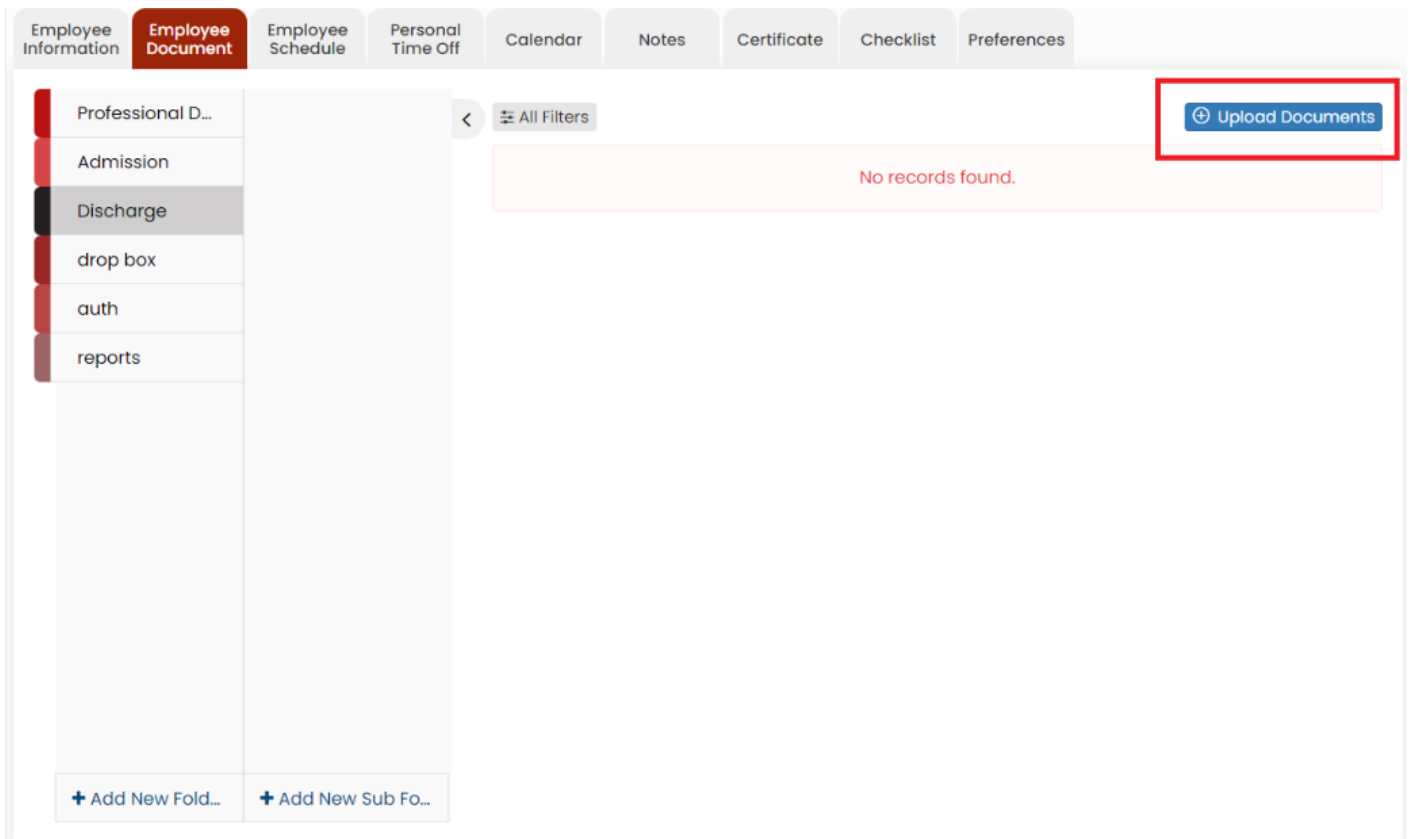 Employee Information
Employee Document
Employee Schedule
Personal Time Off
Calendar
Notes
Certificate
Checklist
Preferences
Professional D...
Admission
Discharge
drop box
auth
reports
All Filters
Upload Documents
No records found.
+ Add New Fold...
+ Add New Sub Fo...